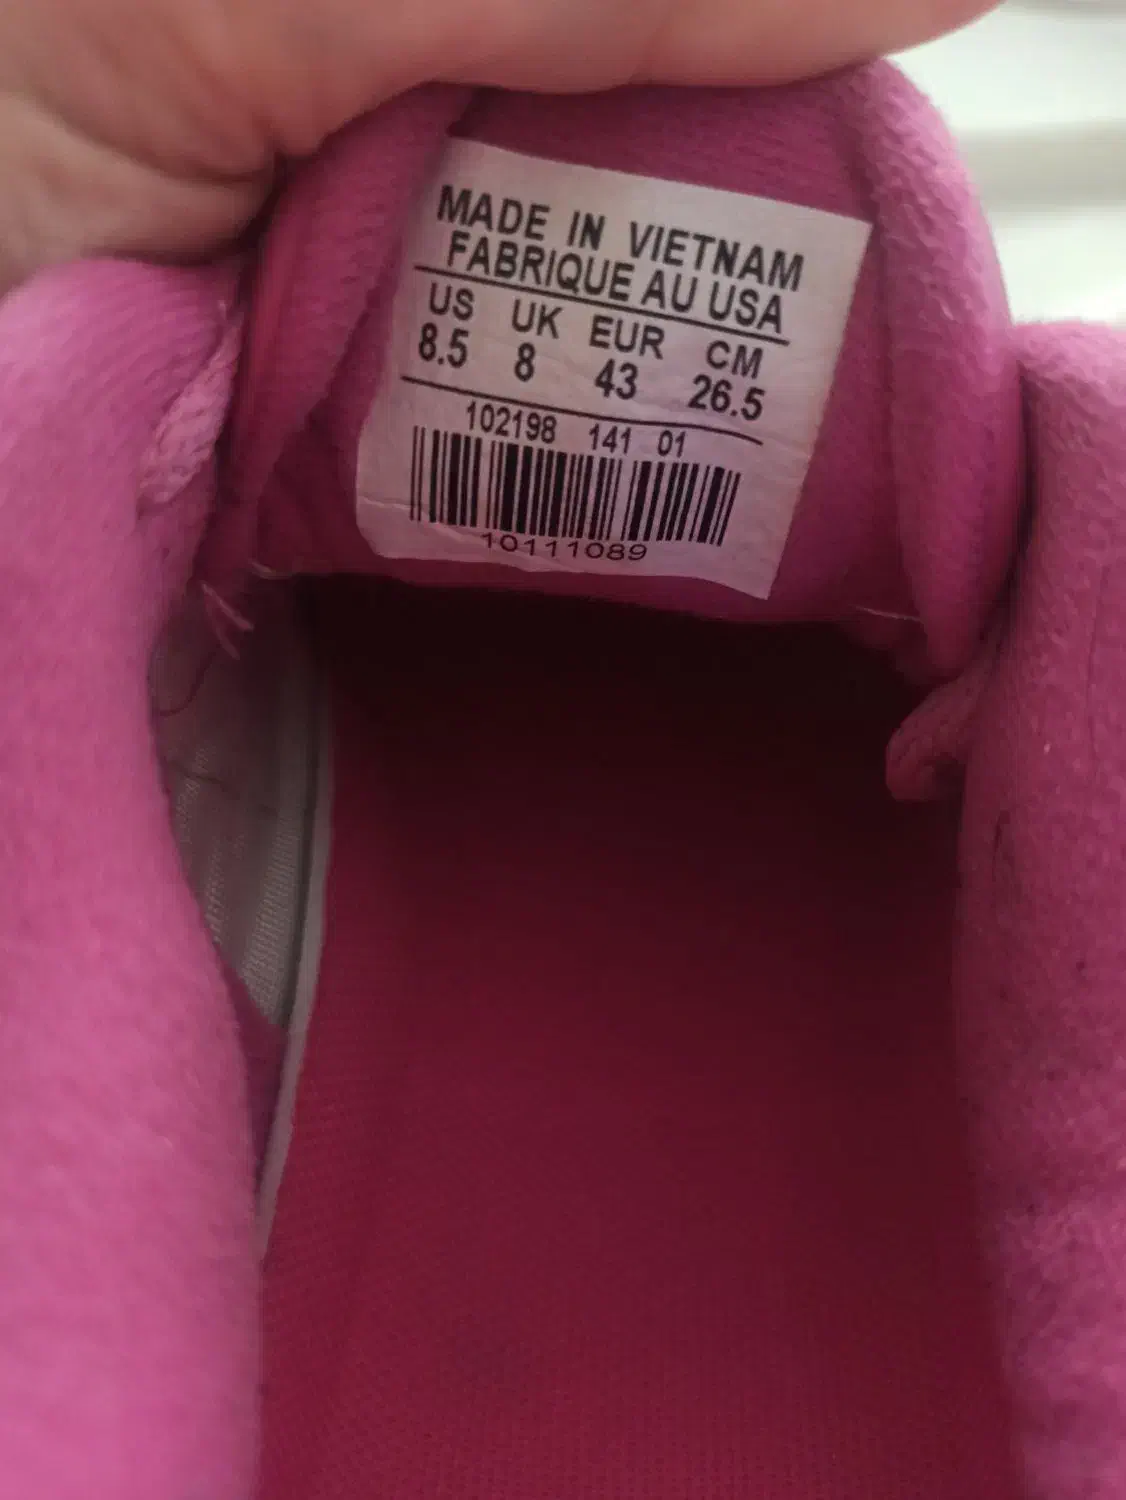 MADE IN VIETNAM
FABRIQUE AU USA
US UK EUR CM
8.5 8 43 26.5
102198 141 01
10111089